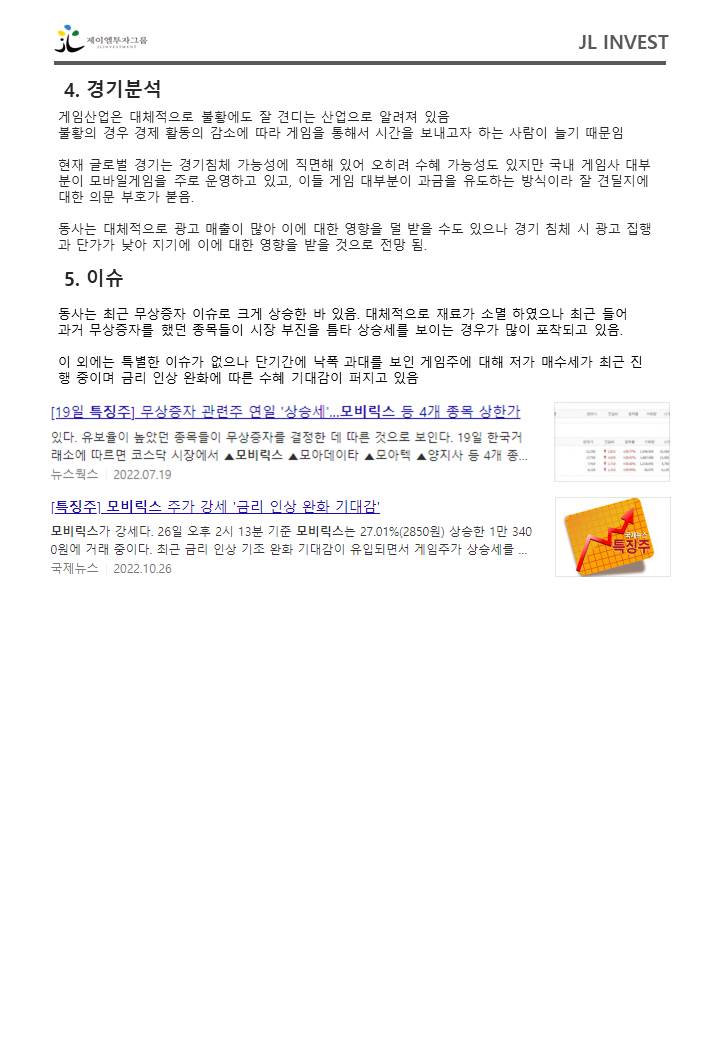 제이엘투자그룹
JLINVESTMENT
JL INVEST
4. 경기분석
게임산업은 대체적으로 불황에도 잘 견디는 산업으로 알려져 있음
불황의 경우 경제 활동의 감소에 따라 게임을 통해서 시간을 보내고자 하는 사람이 늘기 때문임
현재 글로벌 경기는 경기침체 가능성에 직면해 있어 오히려 수혜 가능성도 있지만 국내 게임사 대부
분이 모바일게임을 주로 운영하고 있고, 이들 게임 대부분이 과금을 유도하는 방식이라 잘 견딜지에
대한 의문 부호가 붙음.
동사는 대체적으로 광고 매출이 많아 이에 대한 영향을 덜 받을 수도 있으나 경기 침체 시 광고 집행
과 단가가 낮아 지기에 이에 대한 영향을 받을 것으로 전망 됨.
5. 이슈
동사는 최근 무상증자 이슈로 크게 상승한 바 있음. 대체적으로 재료가 소멸 하였으나 최근 들어
과거 무상증자를 했던 종목들이 시장 부진을 틈타 상승세를 보이는 경우가 많이 포착되고 있음.
이 외에는 특별한 이슈가 없으나 단기간에 낙폭 과대를 보인 게임주에 대해 저가 매수세가 최근 진
행 중이며 금리 인상 완화에 따른 수혜 기대감이 퍼지고 있음
[19일 특징주] 무상증자 관련주 연일 '상승세'...모비릭스 등 4개 종목 상한가
있다. 유보율이 높았던 종목들이 무상증자를 결정한 데 따른 것으로 보인다. 19일 한국거
래소에 따르면 코스닥 시장에서 ▲모비릭스 ▲모아데이타 ▲모아텍 ▲양지사 등 4개 종...
뉴스퀵스 2022.07.19
[특징주] 모비릭스 주가 강세 '금리 인상 완화 기대감'
모비릭스가 강세다. 26일 오후 2시 13분 기준 모비릭스는 27.01%(2850원) 상승한 1만 340
0원에 거래 중이다. 최근 금리 인상 기조 완화 기대감이 유입되면서 게임주가 상승세를 ...
국제뉴스 2022.10.26
국제뉴스
특징주